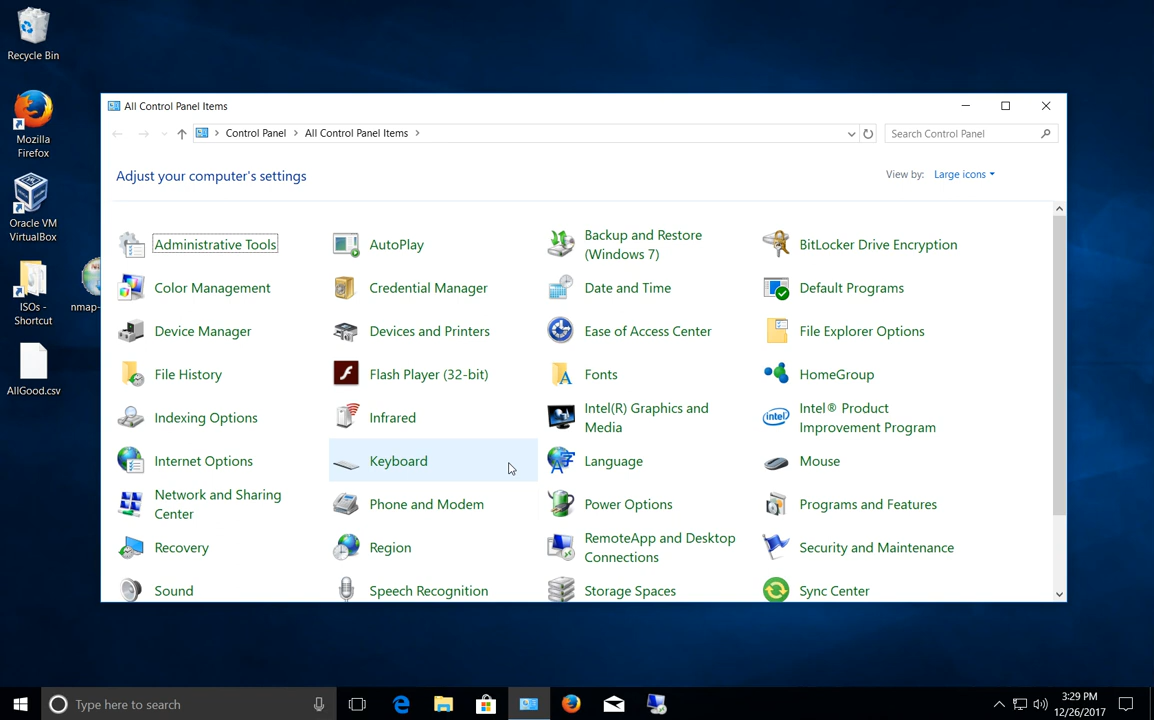 Recycle Bin
Mozilla
Firefox
Oracle VM
VirtualBox
ISOs -
Shortcut
nmap-
AllGood.csv
All Control Panel Items
Control Panel
All Control Panel Items
Search Control Panel
Adjust your computer's settings
View by:
Large icons
Administrative Tools
AutoPlay
Backup and Restore
(Windows 7)
BitLocker Drive Encryption
Color Management
Credential Manager
Date and Time
Default Programs
Device Manager
Devices and Printers
Ease of Access Center
File Explorer Options
File History
Flash Player (32-bit)
Fonts
HomeGroup
Indexing Options
Infrared
Intel(R) Graphics and
Media
intel
Intel® Product
Improvement Program
Internet Options
Keyboard
Language
Mouse
Network and Sharing
Center
Phone and Modem
Power Options
Programs and Features
Recovery
Region
RemoteApp and Desktop
Connections
Security and Maintenance
Sound
Speech Recognition
Storage Spaces
Sync Center
Type here to search
3:29 PM
12/26/2017